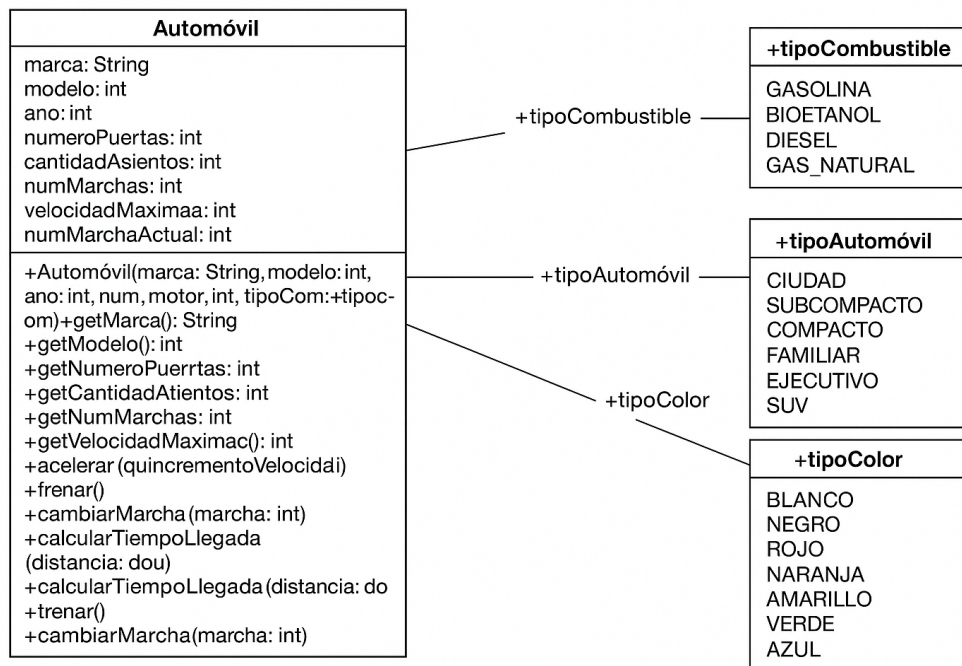 Automóvil
marca: String
modelo: int
ano: int
numeroPuertas: int
cantidadAsientos: int
numMarchas: int
velocidadMaximaa: int
numMarchaActual: int
+Automóvil(marca: String, modelo: int,
ano: int, num, motor, int, tipoCom:+tipoc-
om)+getMarca(): String
+getModelo(): int
+getNumeroPuerrtas: int
+getCantidadAtientos: int
+getNumMarchas: int
+getVelocidadMaximac(): int
+acelerar(quincrementoVelocidäi)
+frenar()
+cambiarMarcha(marcha: int)
+calcularTiempoLlegada
(distancia: dou)
+calcularTiempoLlegada(distancia: do
+trenar()
+cambiarMarcha(marcha: int)
+tipoCombustible
+tipoAutomóvil
+tipoColor
+tipoCombustible
GASOLINA
BIOETANOL
DIESEL
GAS_NATURAL
+tipoAutomóvil
CIUDAD
SUBCOMPACTO
COMPACTO
FAMILIAR
EJECUTIVO
SUV
+tipoColor
BLANCO
NEGRO
ROJO
NARANJA
AMARILLO
VERDE
AZUL